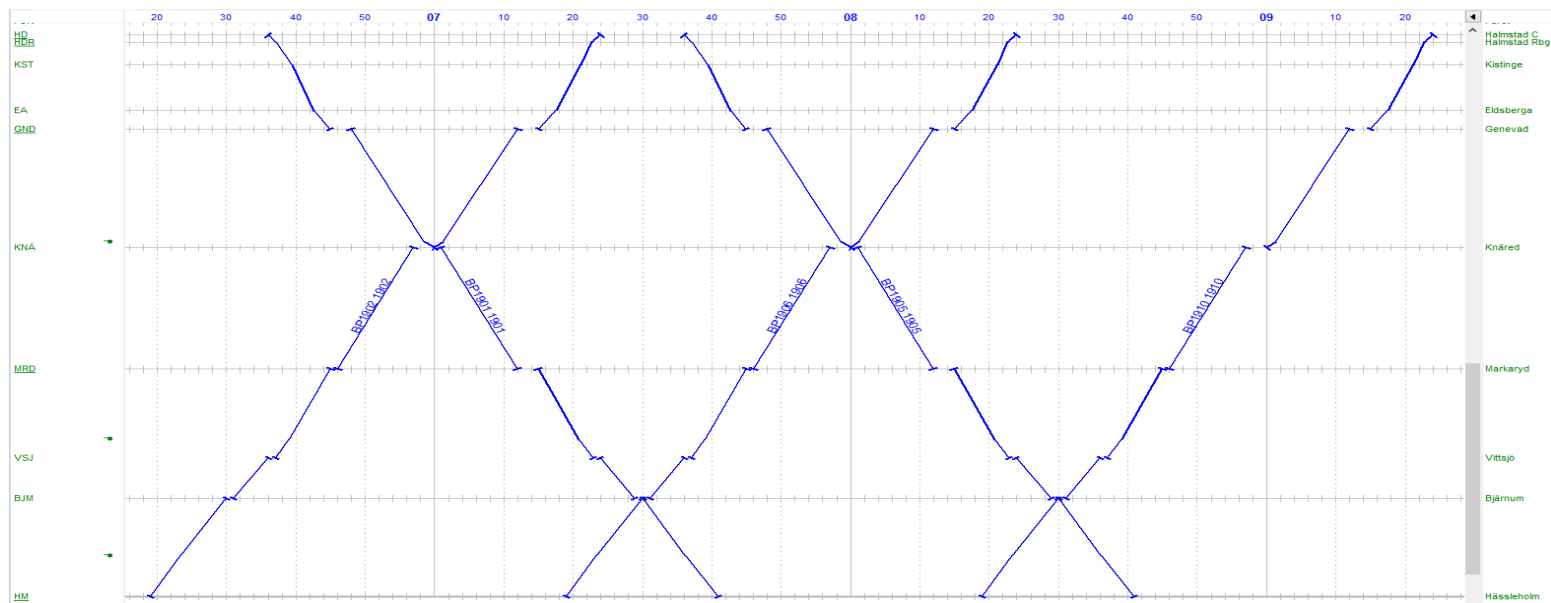 20 30 40 50 07 10 20 30 40 50 08 10 20 30 40 50 09 10 20
HD Halmstad C
HDR Halmstad Rbg
KST Kistinge
EA Eldsberga
GND Genevad
KNÄ Knäred
BP1902 1902 BP1901 1901 BP1906 1906 BP1905 1905 BP1910 1910
MRD Markaryd
VSJ Vittsjö
BJM Bjärnum
HM Hässleholm